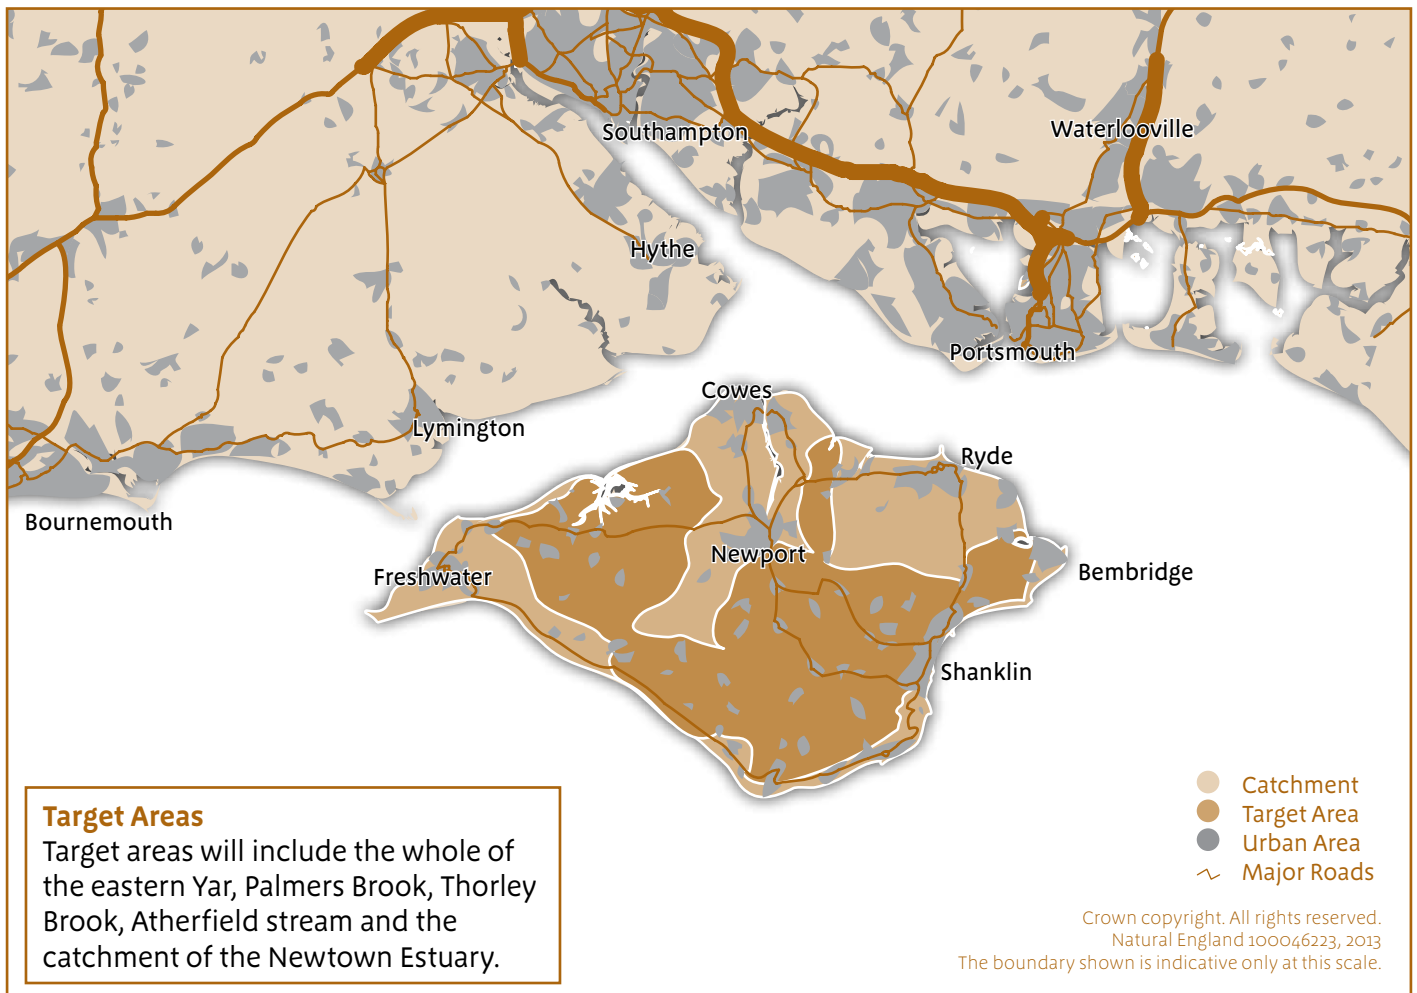 Southampton
Waterlooville
Hythe
Portsmouth
Cowes
Lymington
Ryde
Bournemouth
Newport
Freshwater
Bembridge
Shanklin
Target Areas
Target areas will include the whole of
the eastern Yar, Palmers Brook, Thorley
Brook, Atherfield stream and the
catchment of the Newtown Estuary.
Catchment
Target Area
Urban Area
Major Roads
Crown copyright. All rights reserved.
Natural England 100046223, 2013
The boundary shown is indicative only at this scale.